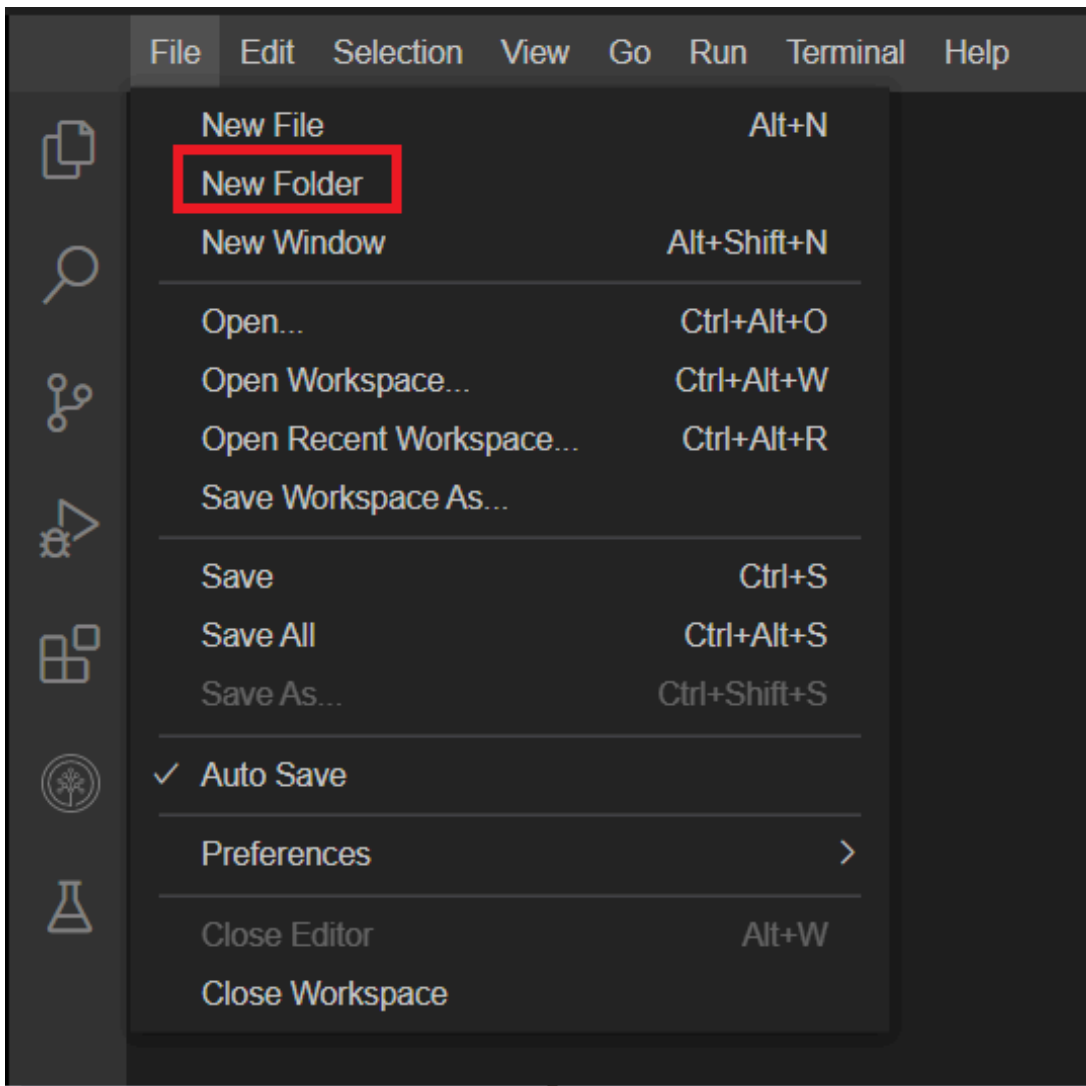 File Edit Selection View Go Run Terminal Help
New File Alt+N
New Folder
New Window Alt+Shift+N
Open... Ctrl+Alt+O
Open Workspace... Ctrl+Alt+W
Open Recent Workspace... Ctrl+Alt+R
Save Workspace As...
Save Ctrl+S
Save All Ctrl+Alt+S
Save As... Ctrl+Shift+S
Auto Save
Preferences
Close Editor Alt+W
Close Workspace